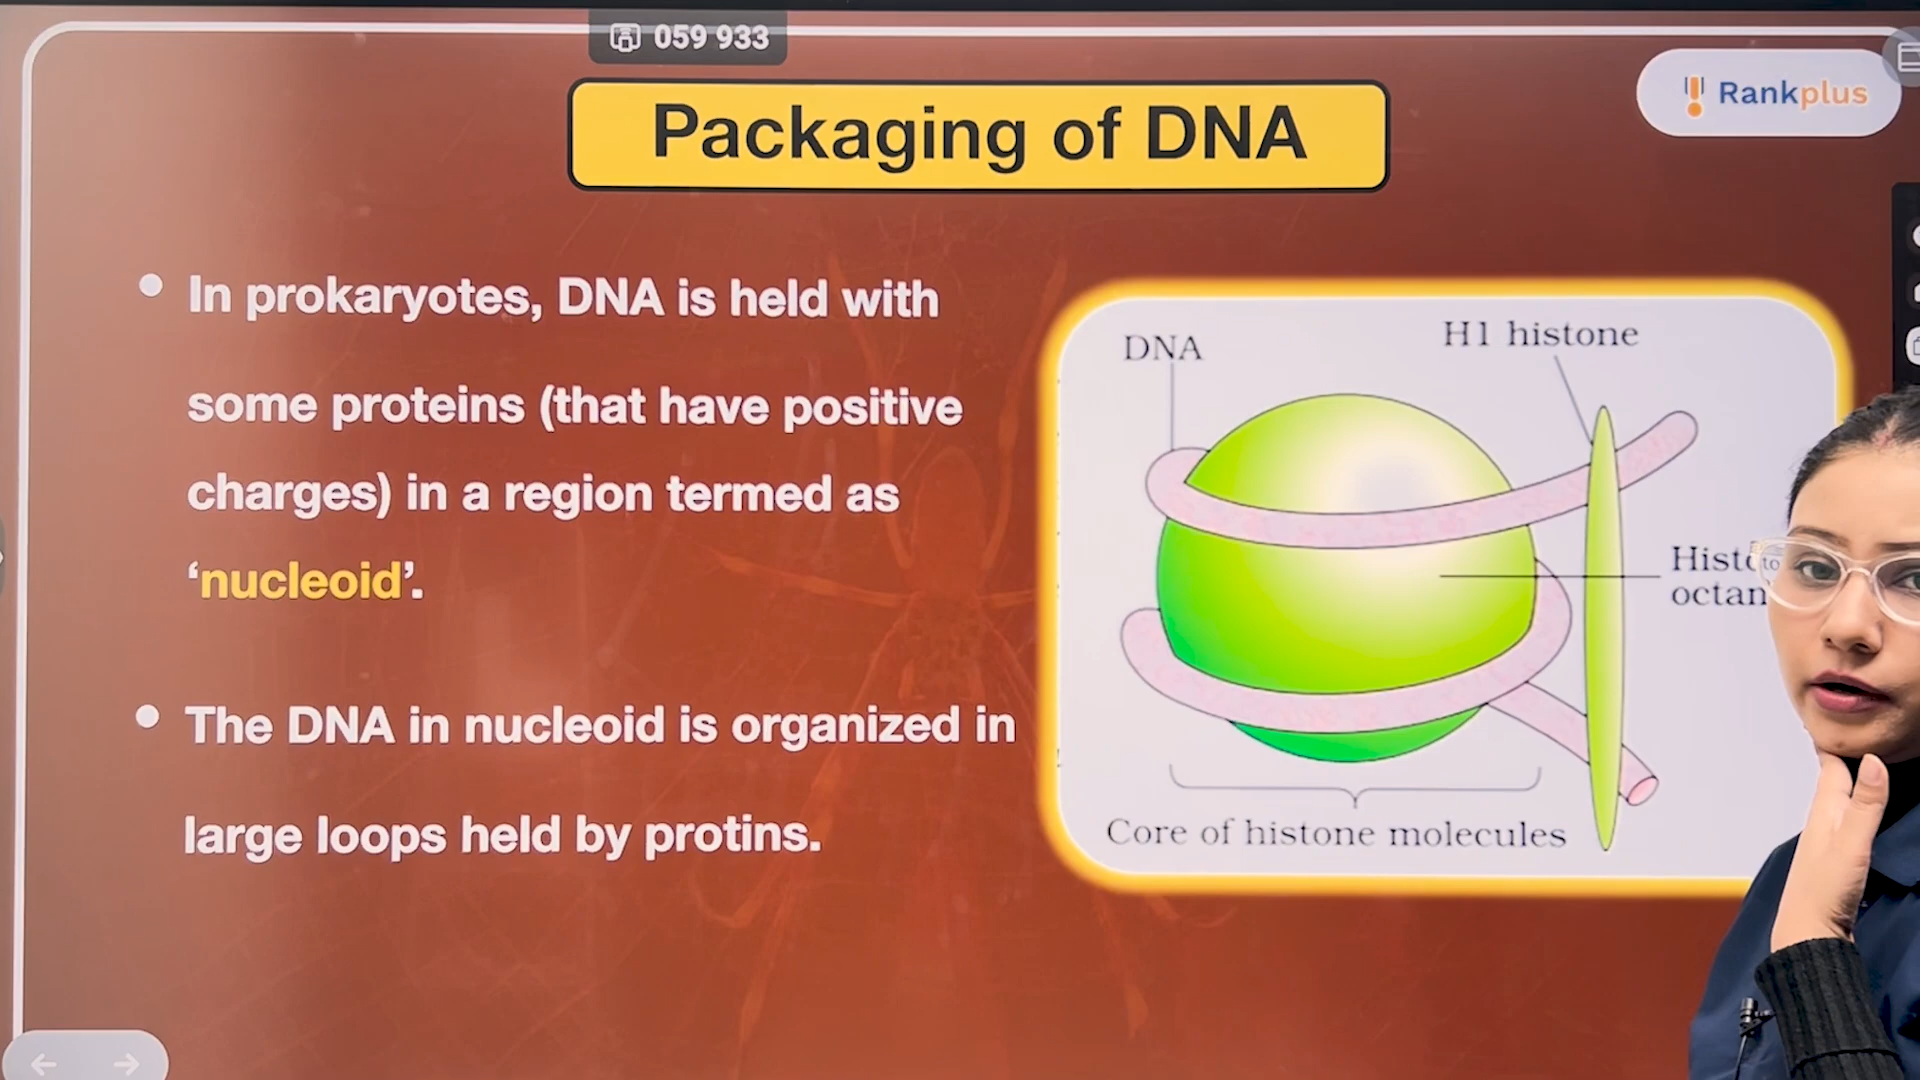 059 933
Packaging of DNA
Rankplus
In prokaryotes, DNA is held with
some proteins (that have positive
charges) in a region termed as
‘nucleoid’.
The DNA in nucleoid is organized in
large loops held by protins.
DNA
H1 histone
octan
Core of histone molecules